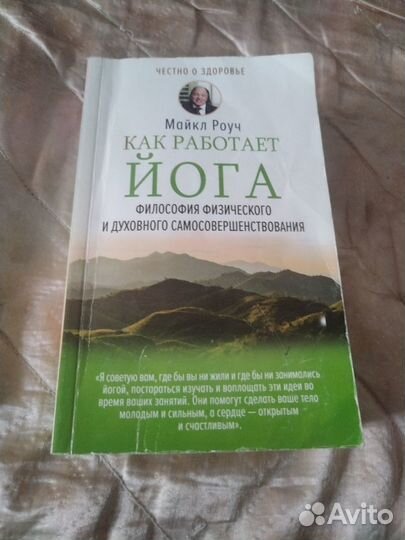 ЧЕСТНО О ЗДОРОВЬЕ
МАЙКЛ РОУЧ
КАК РАБОТАЕТ
ЙОГА
ФИЛОСОФИЯ ФИЗИЧЕСКОГО
И ДУХОВНОГО САМОСОВЕРШЕНСТВОВАНИЯ
«Я советую вам, где бы вы ни жили и где бы ни занимались
йогой, постараться изучать и воплощать эти идеи во
время ваших занятий. Они помогут сделать ваше тело
молодым и сильным, а сердце — открытым
и счастливым».
Avito